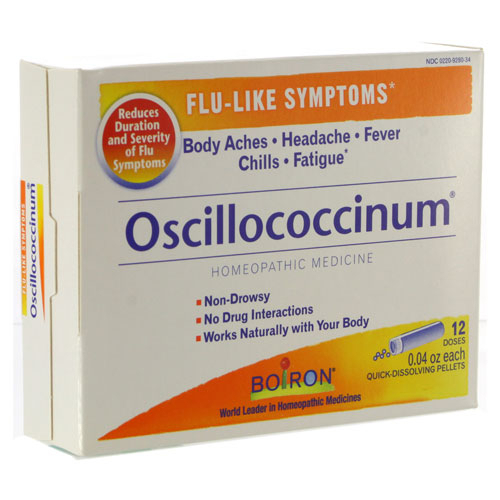 NDC 0220-9280-34
FLU-LIKE SYMPTOMS*
Reduces
Duration
and Severity
of Flu
Symptoms
Body Aches • Headache • Fever
Chills • Fatigue*
Oscillococcinum®
HOMEOPATHIC MEDICINE
• Non-Drowsy
• No Drug Interactions
• Works Naturally with Your Body
12
DOSES
0.04 oz each
QUICK-DISSOLVING PELLETS
BOIRON®
World Leader in Homeopathic Medicines
FLU-LIKE SYMPTOMS
Oscillococcinum